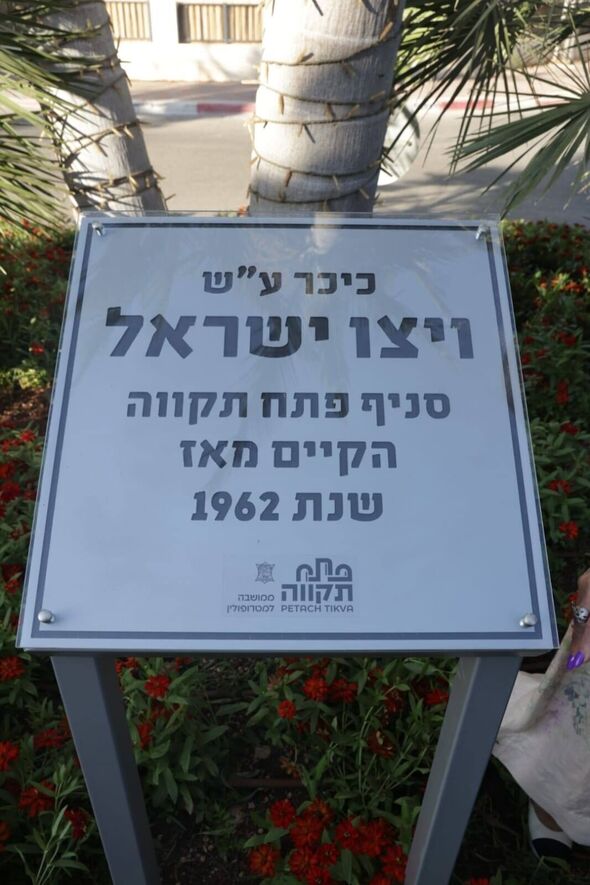 כיכר ע"ש
ויצו ישראל
סניף פתח תקווה
הקיים מאז
שנת 1962
פתח
תקווה
PETACH TIKVA
ממושבה
למטרופולין